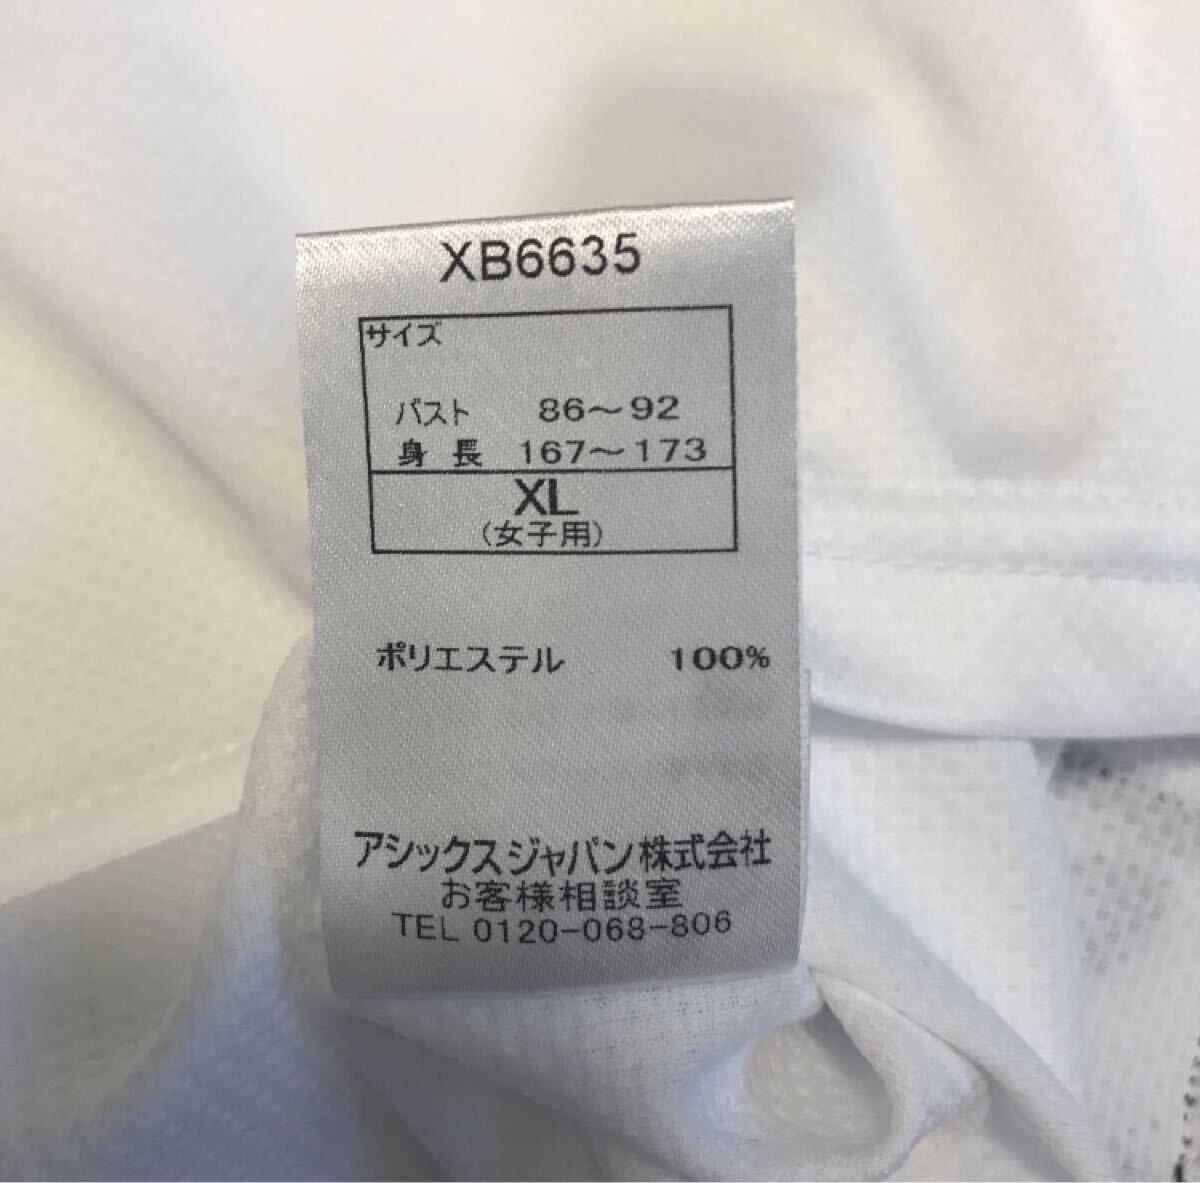 XB6635
サイズ
バスト 86〜92
身長 167〜173
XL
(女子用)
ポリエステル 100%
アシックスジャパン株式会社
お客様相談室
TEL 0120-068-806